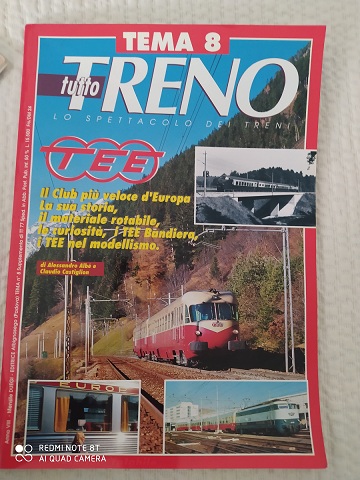 TEMA 8
tutto
TRENO
LO SPETTACOLO DEI TRENI
TEE
Il Club più veloce d'Europa
La sua storia,
il materiale rotabile,
le curiosità, i TEE Bandiera,
i TEE nel modellismo.
di Alessandro Albè e
Claudio Castiglion
EUROP
REDMI NOTE 8T
AI QUAD CAMERA